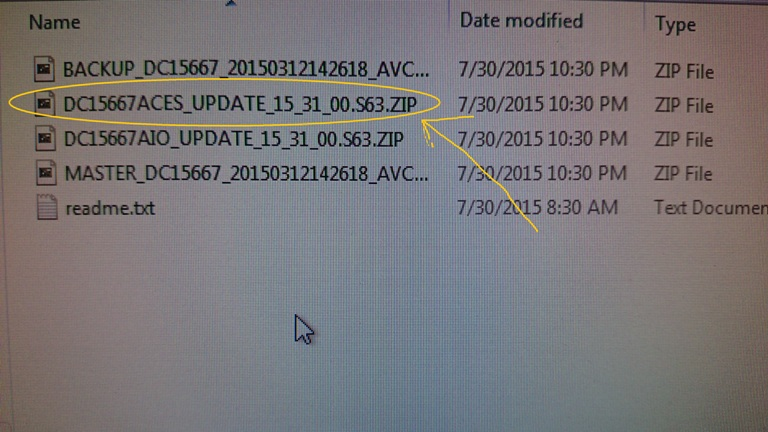 Name Date modified Type
BACKUP_DC15667_20150312142618_AVC... 7/30/2015 10:30 PM ZIP File
DC15667ACES_UPDATE_15_31_00.S63.ZIP 7/30/2015 10:30 PM ZIP File
DC15667AIO_UPDATE_15_31_00.S63.ZIP 7/30/2015 10:30 PM ZIP File
MASTER_DC15667_20150312142618_AVC... 7/30/2015 10:30 PM ZIP File
readme.txt 7/30/2015 8:30 AM Text Documen